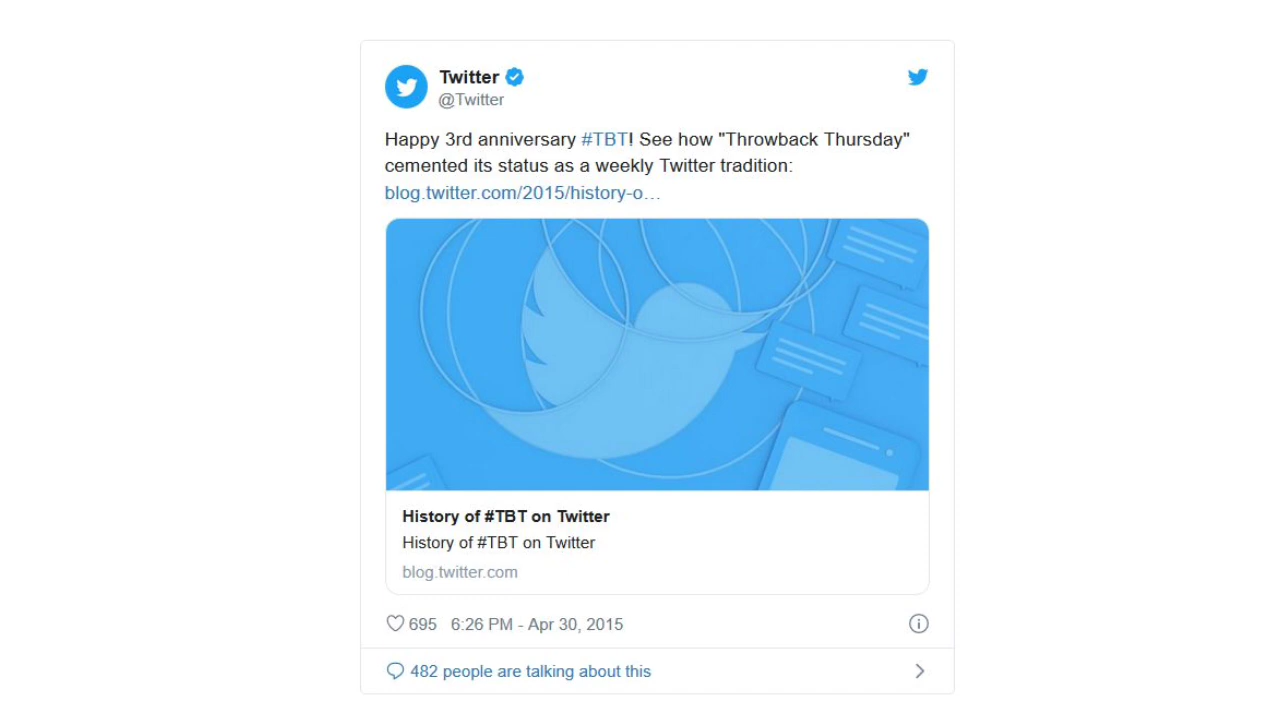 Twitter
@Twitter
Happy 3rd anniversary #TBT! See how "Throwback Thursday"
cemented its status as a weekly Twitter tradition:
blog.twitter.com/2015/history-o…
History of #TBT on Twitter
History of #TBT on Twitter
blog.twitter.com
695 6:26 PM - Apr 30, 2015
482 people are talking about this